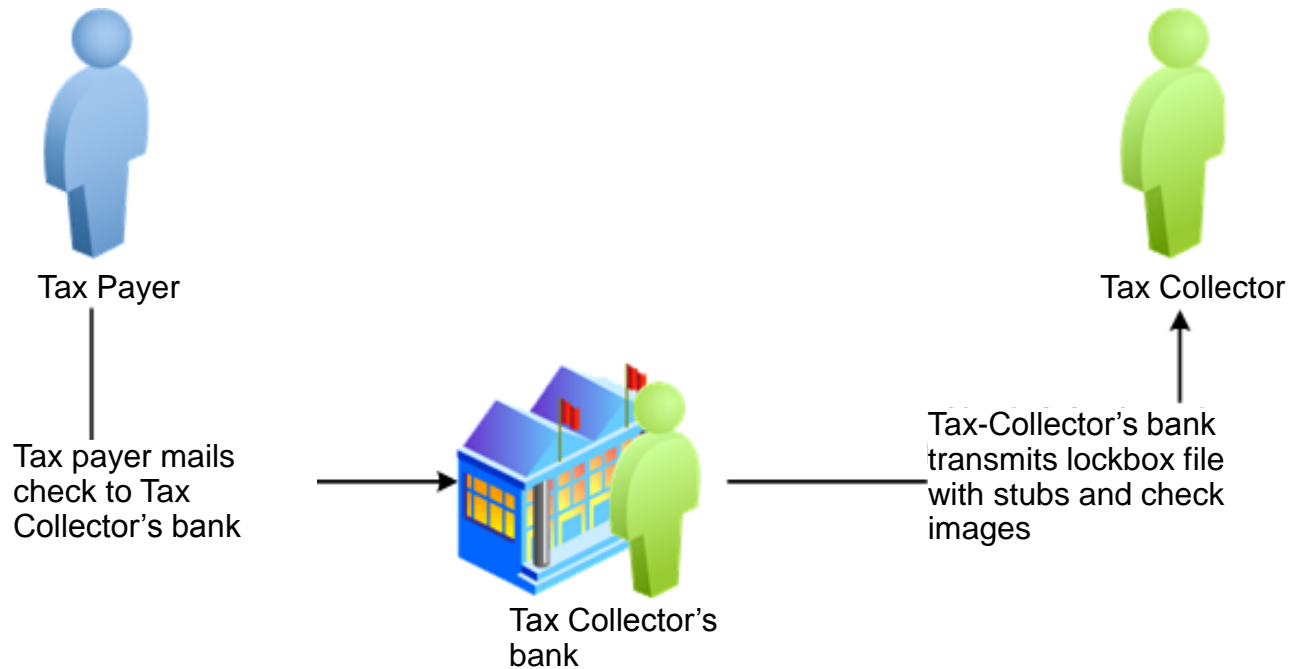 Tax Payer
Tax Collector
Tax payer mails
check to Tax
Collector’s bank
Tax-Collector’s bank
transmits lockbox file
with stubs and check
images
Tax Collector’s
bank